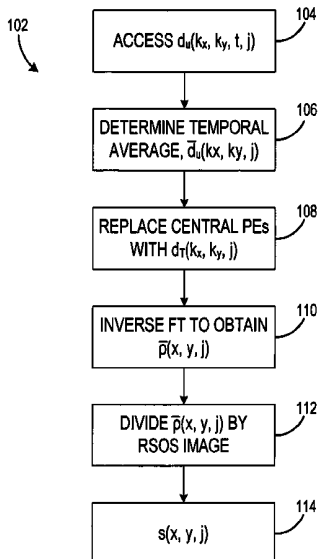 102
104
ACCESS dᵤ(kₓ, kᵧ, t, j)
106
DETERMINE TEMPORAL
AVERAGE, d̅ᵤ(kx, ky, j)
108
REPLACE CENTRAL PEs
WITH d_T(kₓ, kᵧ, j)
110
INVERSE FT TO OBTAIN
ρ̅(x, y, j)
112
DIVIDE ρ̅(x, y, j) BY
RSOS IMAGE
114
s(x, y, j)